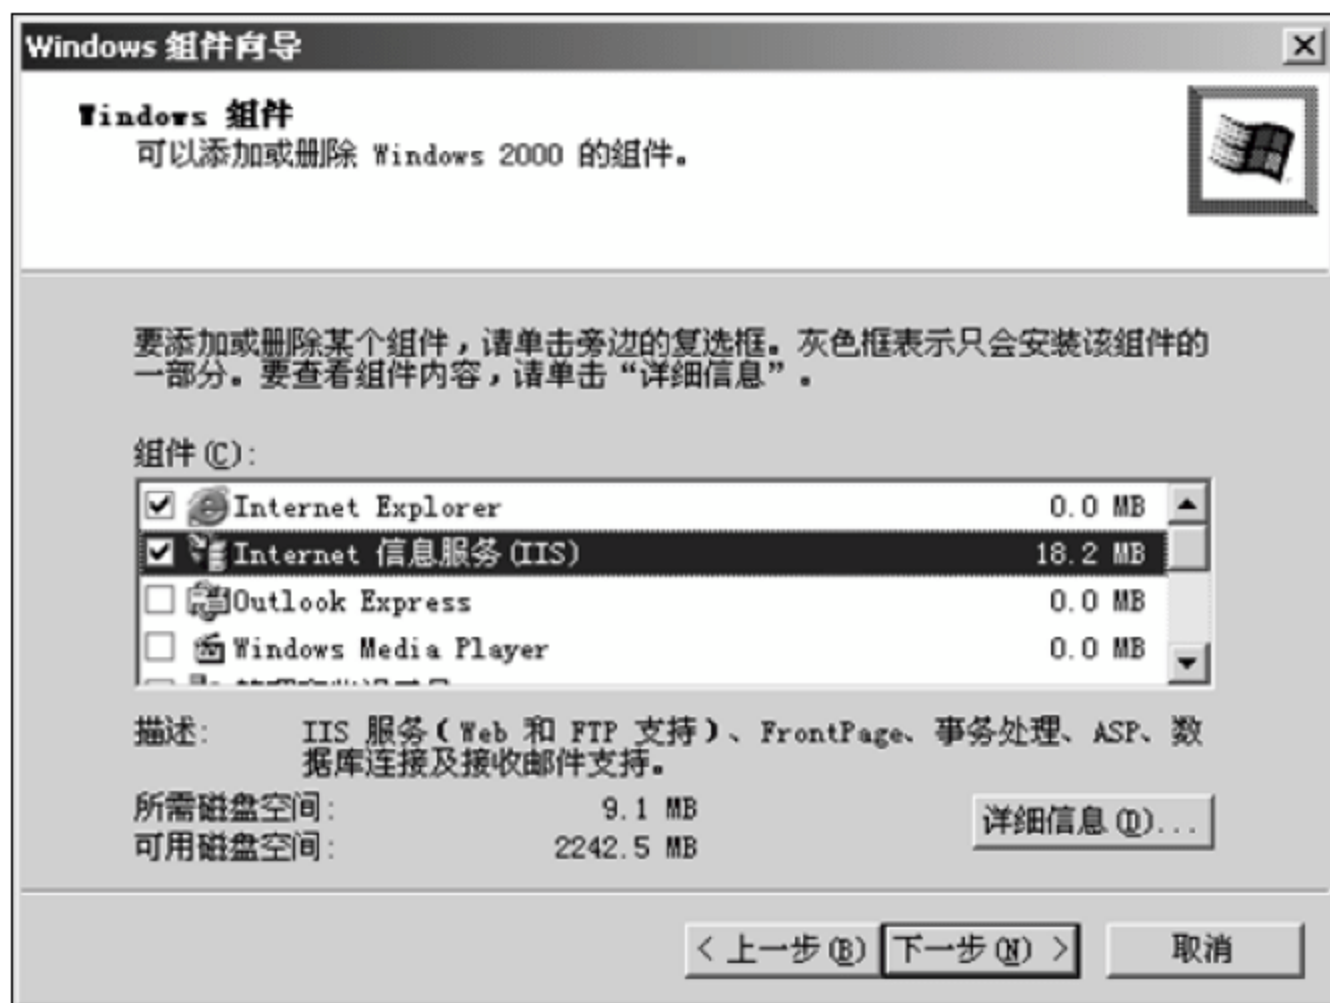 Windows 组件向导
Windows 组件
可以添加或删除 Windows 2000 的组件。
要添加或删除某个组件，请单击旁边的复选框。灰色框表示只会安装该组件的
一部分。要查看组件内容，请单击“详细信息”。
组件(C):
Internet Explorer 0.0 MB
Internet 信息服务(IIS) 18.2 MB
Outlook Express 0.0 MB
Windows Media Player 0.0 MB
描述: IIS 服务(Web 和 FTP 支持)、FrontPage、事务处理、ASP、数
据库连接及接收邮件支持。
所需磁盘空间: 9.1 MB
可用磁盘空间: 2242.5 MB
详细信息(D)...
< 上一步(B) 下一步(N) > 取消